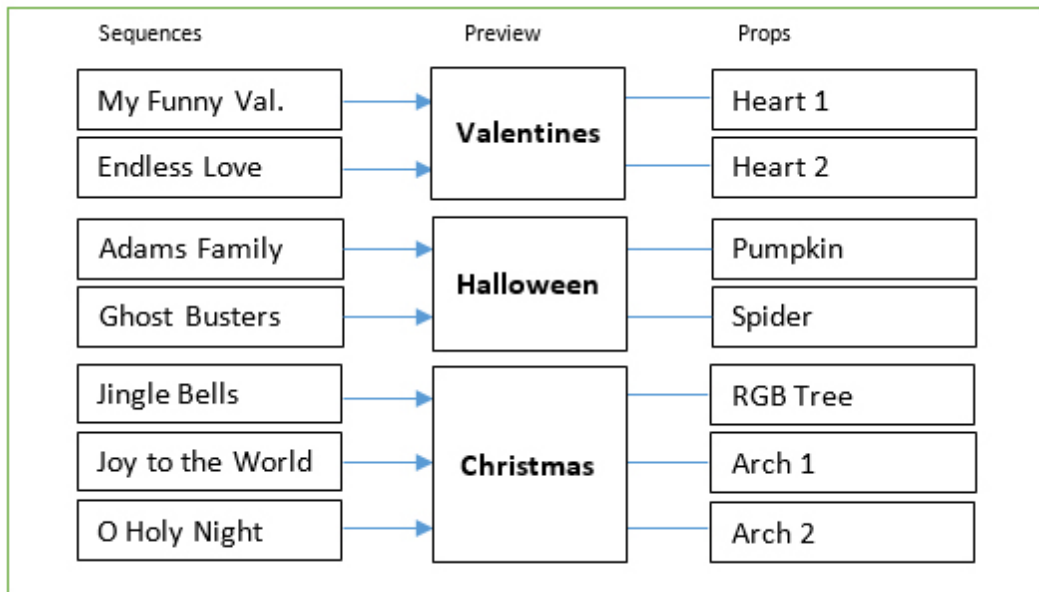 Sequences Preview Props
My Funny Val.
Endless Love
Valentines
Heart 1
Heart 2
Adams Family
Ghost Busters
Halloween
Pumpkin
Spider
Jingle Bells
Joy to the World
O Holy Night
Christmas
RGB Tree
Arch 1
Arch 2